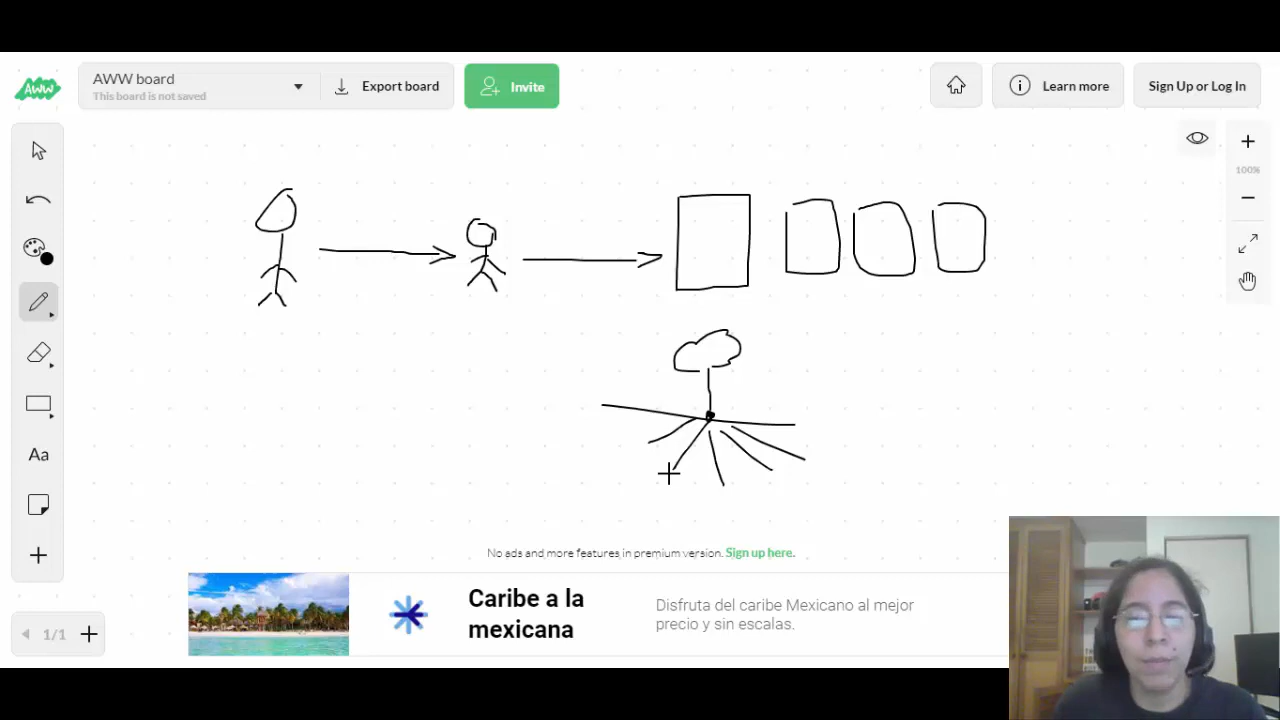 AWW
AWW board
This board is not saved
Export board
Invite
Learn more
Sign Up or Log In
100%
Aa
No ads and more features in premium version. Sign up here.
1/1
Caribe a la
mexicana
Disfruta del caribe Mexicano al mejor
precio y sin escalas.